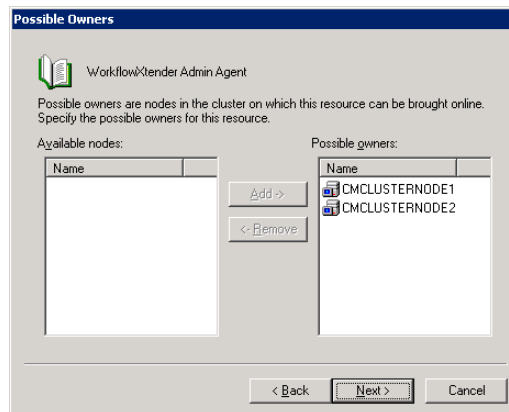 Possible Owners
WorkflowXtender Admin Agent
Possible owners are nodes in the cluster on which this resource can be brought online.
Specify the possible owners for this resource.
Available nodes:
Possible owners:
Name
Name
CMCLUSTERNODE1
CMCLUSTERNODE2
Add ->
<- Remove
< Back
Next >
Cancel